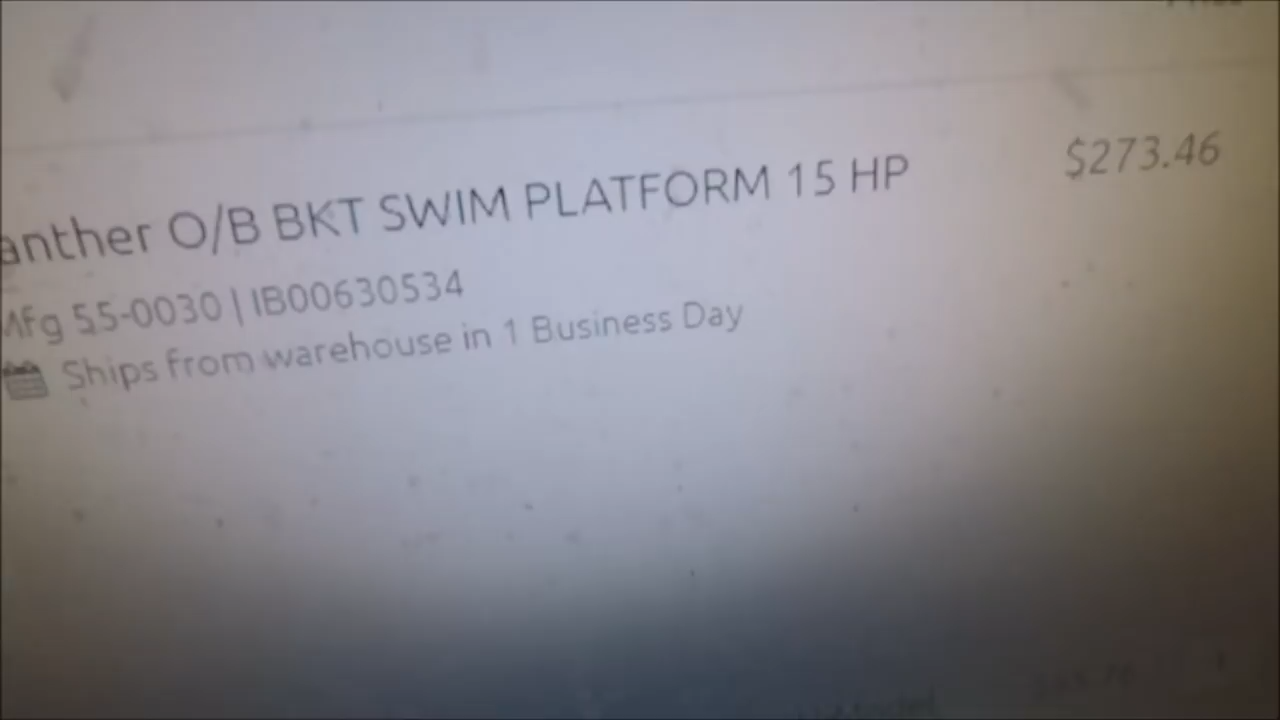 anther O/B BKT SWIM PLATFORM 15 HP $273.46
Mfg 55-0030 | IB00630534
Ships from warehouse in 1 Business Day